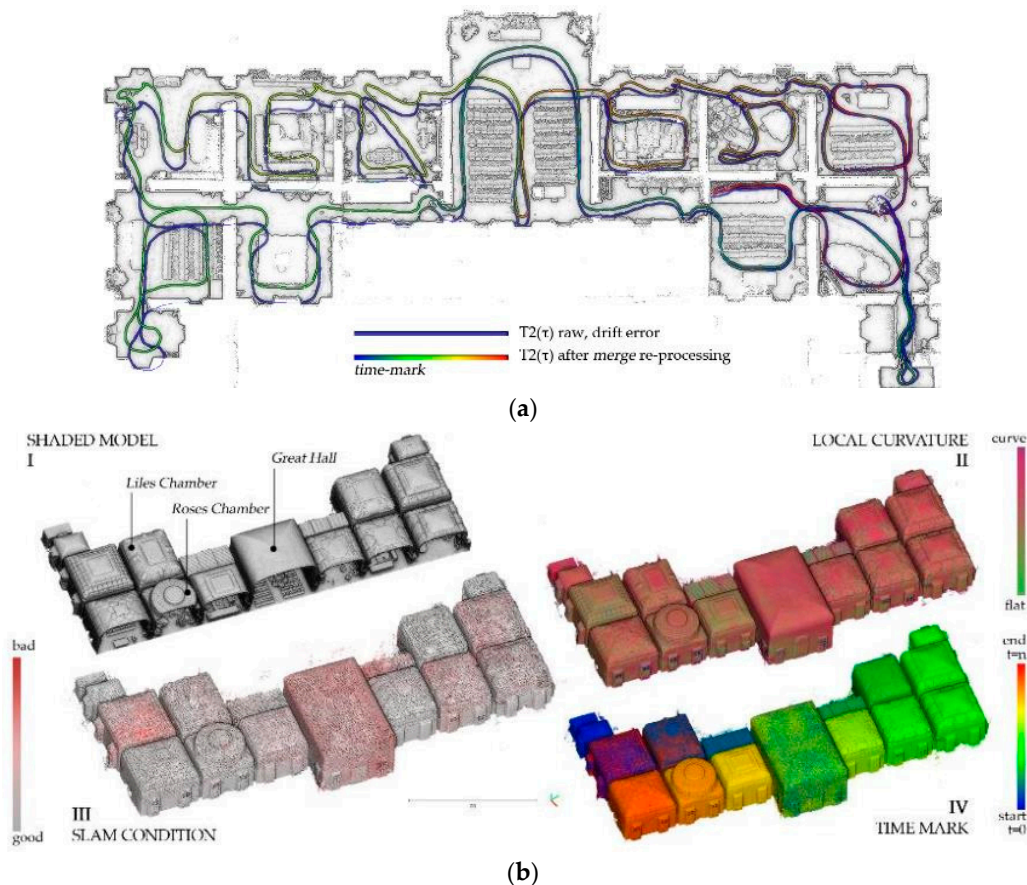 T2(τ) raw, drift error
T2(τ) after merge re-processing
time-mark
(a)
SHADED MODEL
I
Liles Chamber
Roses Chamber
Great Hall
LOCAL CURVATURE
II
curve
flat
bad
good
III
SLAM CONDITION
end
t=n
start
t=0
IV
TIME MARK
(b)